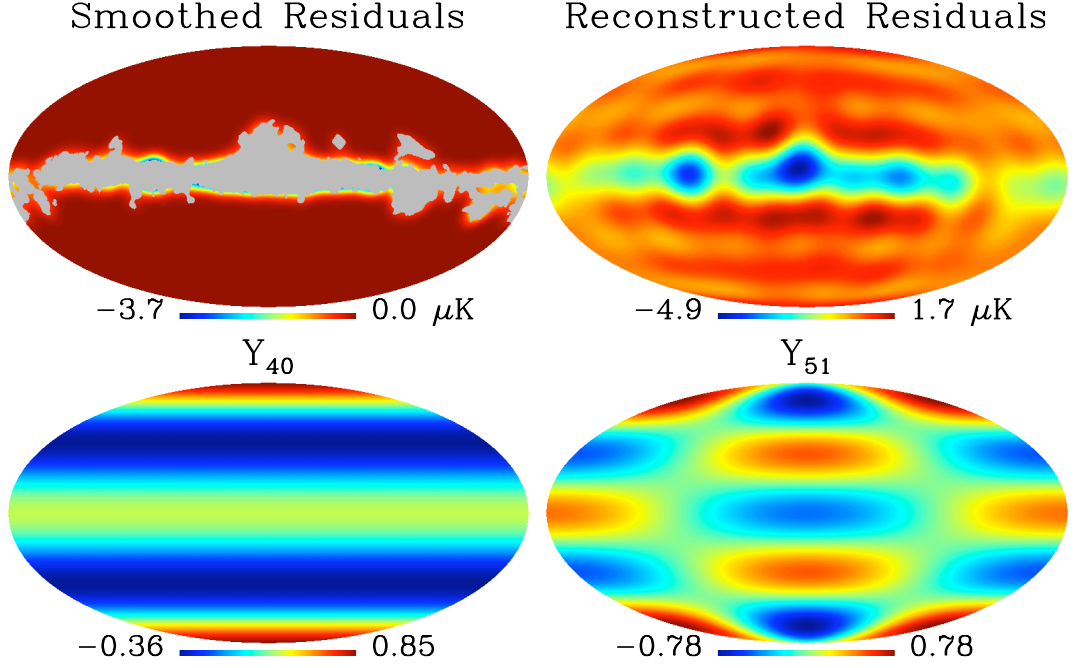 Smoothed Residuals
Reconstructed Residuals
−3.7 0.0 μK
−4.9 1.7 μK
Y40
Y51
−0.36 0.85
−0.78 0.78